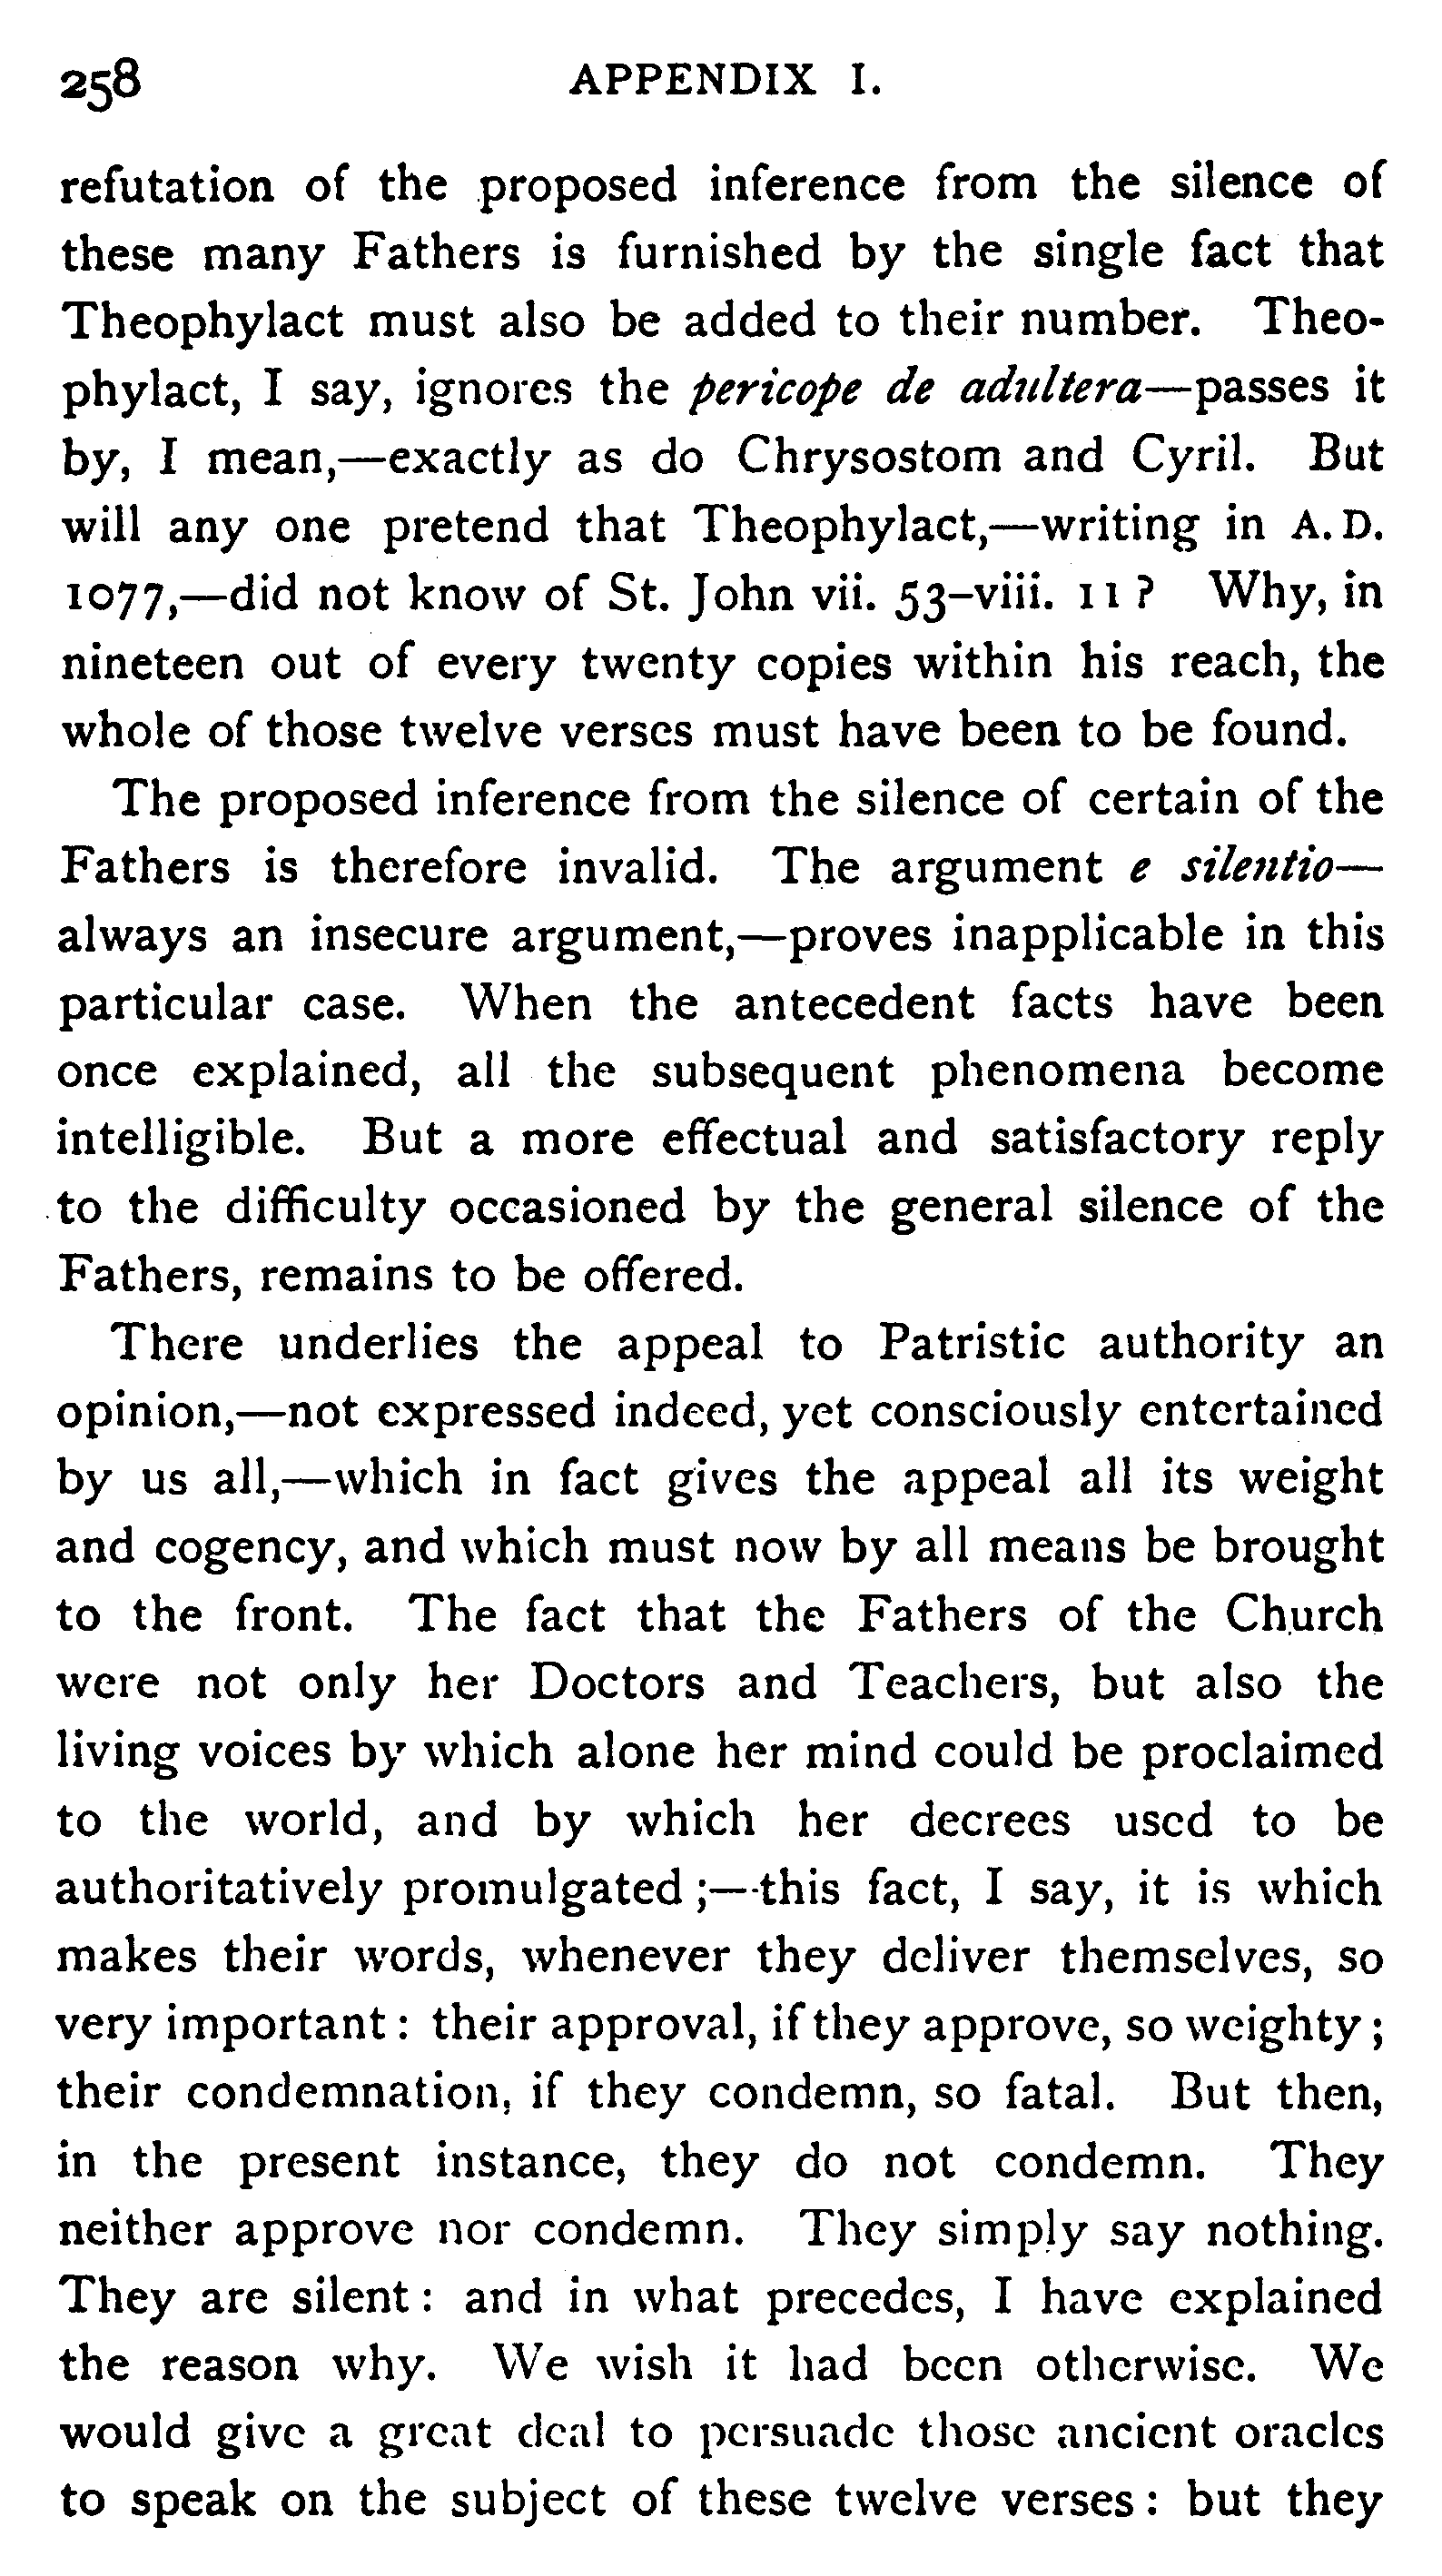 258 APPENDIX I.
refutation of the proposed inference from the silence of
these many Fathers is furnished by the single fact that
Theophylact must also be added to their number. Theo-
phylact, I say, ignores the pericope de adultera—passes it
by, I mean,—exactly as do Chrysostom and Cyril. But
will any one pretend that Theophylact,—writing in A.D.
1077,—did not know of St. John vii. 53–viii. 11? Why, in
nineteen out of every twenty copies within his reach, the
whole of those twelve verses must have been to be found.
The proposed inference from the silence of certain of the
Fathers is therefore invalid. The argument e silentio—
always an insecure argument,—proves inapplicable in this
particular case. When the antecedent facts have been
once explained, all the subsequent phenomena become
intelligible. But a more effectual and satisfactory reply
to the difficulty occasioned by the general silence of the
Fathers, remains to be offered.
There underlies the appeal to Patristic authority an
opinion,—not expressed indeed, yet consciously entertained
by us all,—which in fact gives the appeal all its weight
and cogency, and which must now by all means be brought
to the front. The fact that the Fathers of the Church
were not only her Doctors and Teachers, but also the
living voices by which alone her mind could be proclaimed
to the world, and by which her decrees used to be
authoritatively promulgated;—this fact, I say, it is which
makes their words, whenever they deliver themselves, so
very important: their approval, if they approve, so weighty;
their condemnation, if they condemn, so fatal. But then,
in the present instance, they do not condemn. They
neither approve nor condemn. They simply say nothing.
They are silent: and in what precedes, I have explained
the reason why. We wish it had been otherwise. We
would give a great deal to persuade those ancient oracles
to speak on the subject of these twelve verses: but they